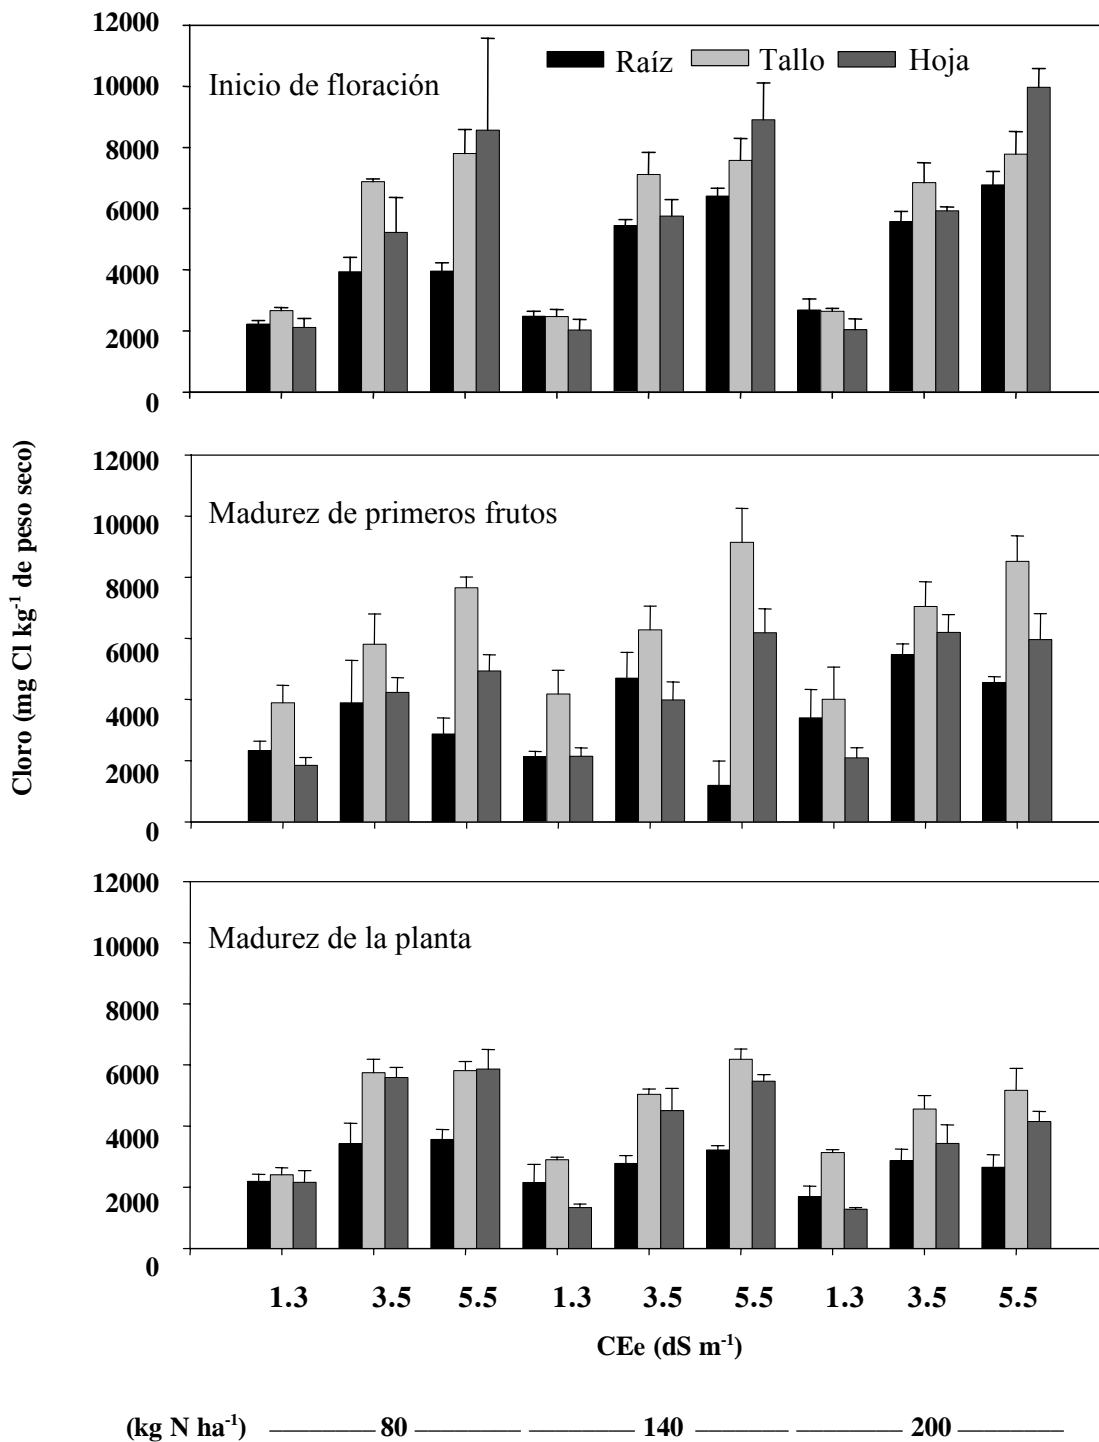 12000
10000
8000
6000
4000
2000
0
Inicio de floración
Raíz Tallo Hoja
Cloro (mg Cl kg⁻¹ de peso seco)
12000
10000
8000
6000
4000
2000
0
Madurez de primeros frutos
12000
10000
8000
6000
4000
2000
0
Madurez de la planta
1.3 3.5 5.5 1.3 3.5 5.5 1.3 3.5 5.5
CEe (dS m⁻¹)
(kg N ha⁻¹) 80 140 200